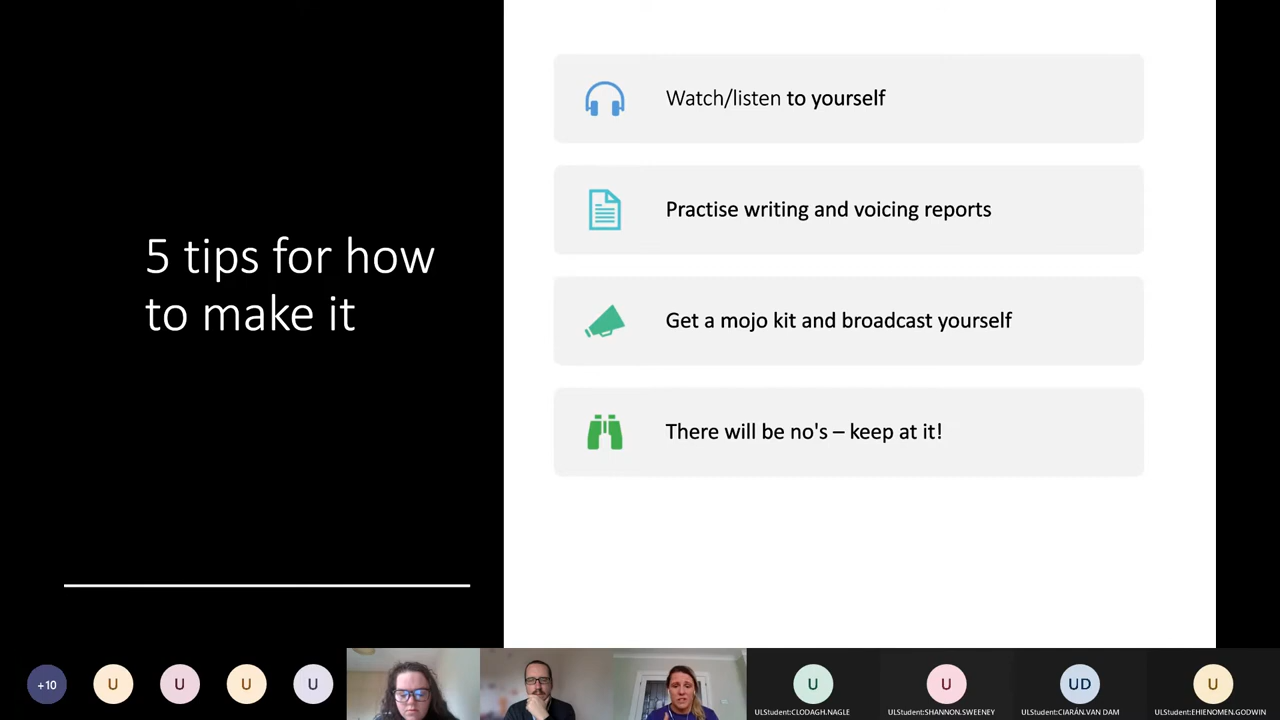 5 tips for how
to make it
Watch/listen to yourself
Practise writing and voicing reports
Get a mojo kit and broadcast yourself
There will be no's – keep at it!
+10
U
U
U
U
U
U
UD
U
ULStudent:CLODAGH.NAGLE
ULStudent:SHANNON.SWEENEY
ULStudent:CIARÁN.VAN DAM
ULStudent:EHIENOMEN.GODWIN